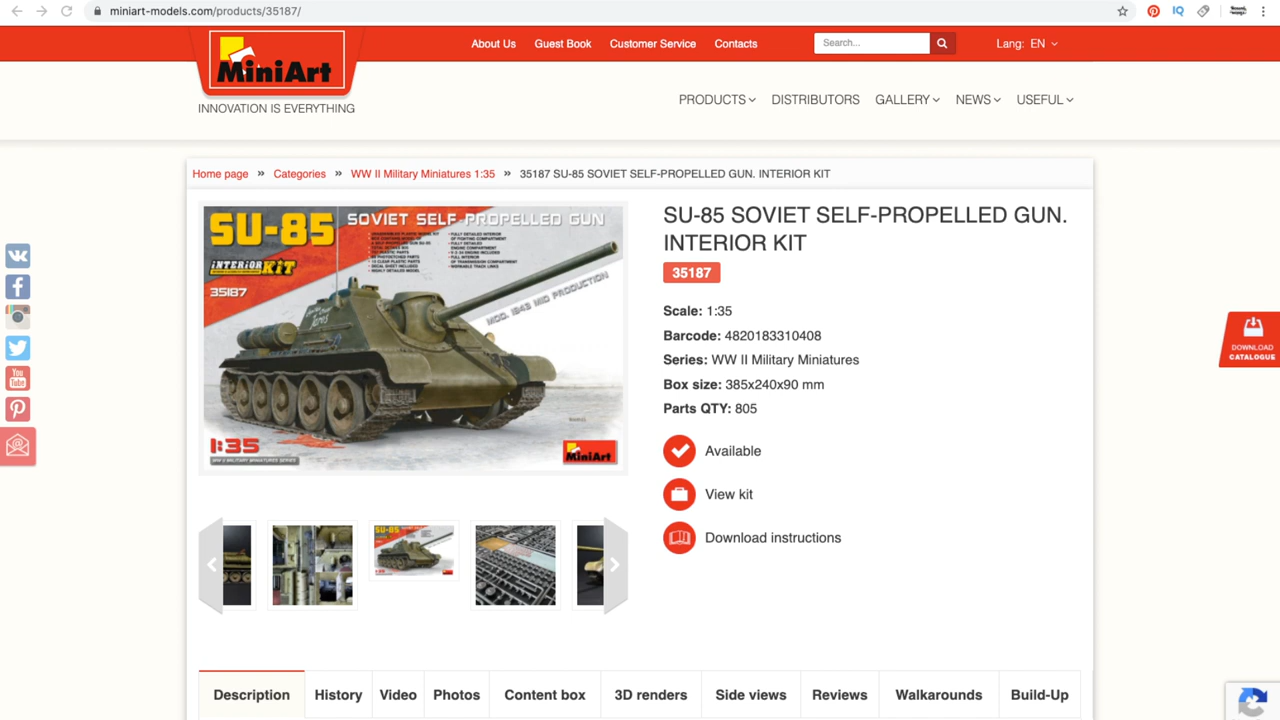 miniart-models.com/products/35187/
About Us Guest Book Customer Service Contacts Search... Lang: EN
MiniArt
INNOVATION IS EVERYTHING
PRODUCTS DISTRIBUTORS GALLERY NEWS USEFUL
Home page » Categories » WW II Military Miniatures 1:35 » 35187 SU-85 SOVIET SELF-PROPELLED GUN. INTERIOR KIT
SU-85 SOVIET SELF-PROPELLED GUN
INTERIOR KIT
35187
MOD. 1943 MID PRODUCTION
1:35
MiniArt
SU-85 SOVIET SELF-PROPELLED GUN.
INTERIOR KIT
35187
Scale: 1:35
Barcode: 4820183310408
Series: WW II Military Miniatures
Box size: 385x240x90 mm
Parts QTY: 805
Available
View kit
Download instructions
You
Tube
DOWNLOAD
CATALOGUE
Description History Video Photos Content box 3D renders Side views Reviews Walkarounds Build-Up